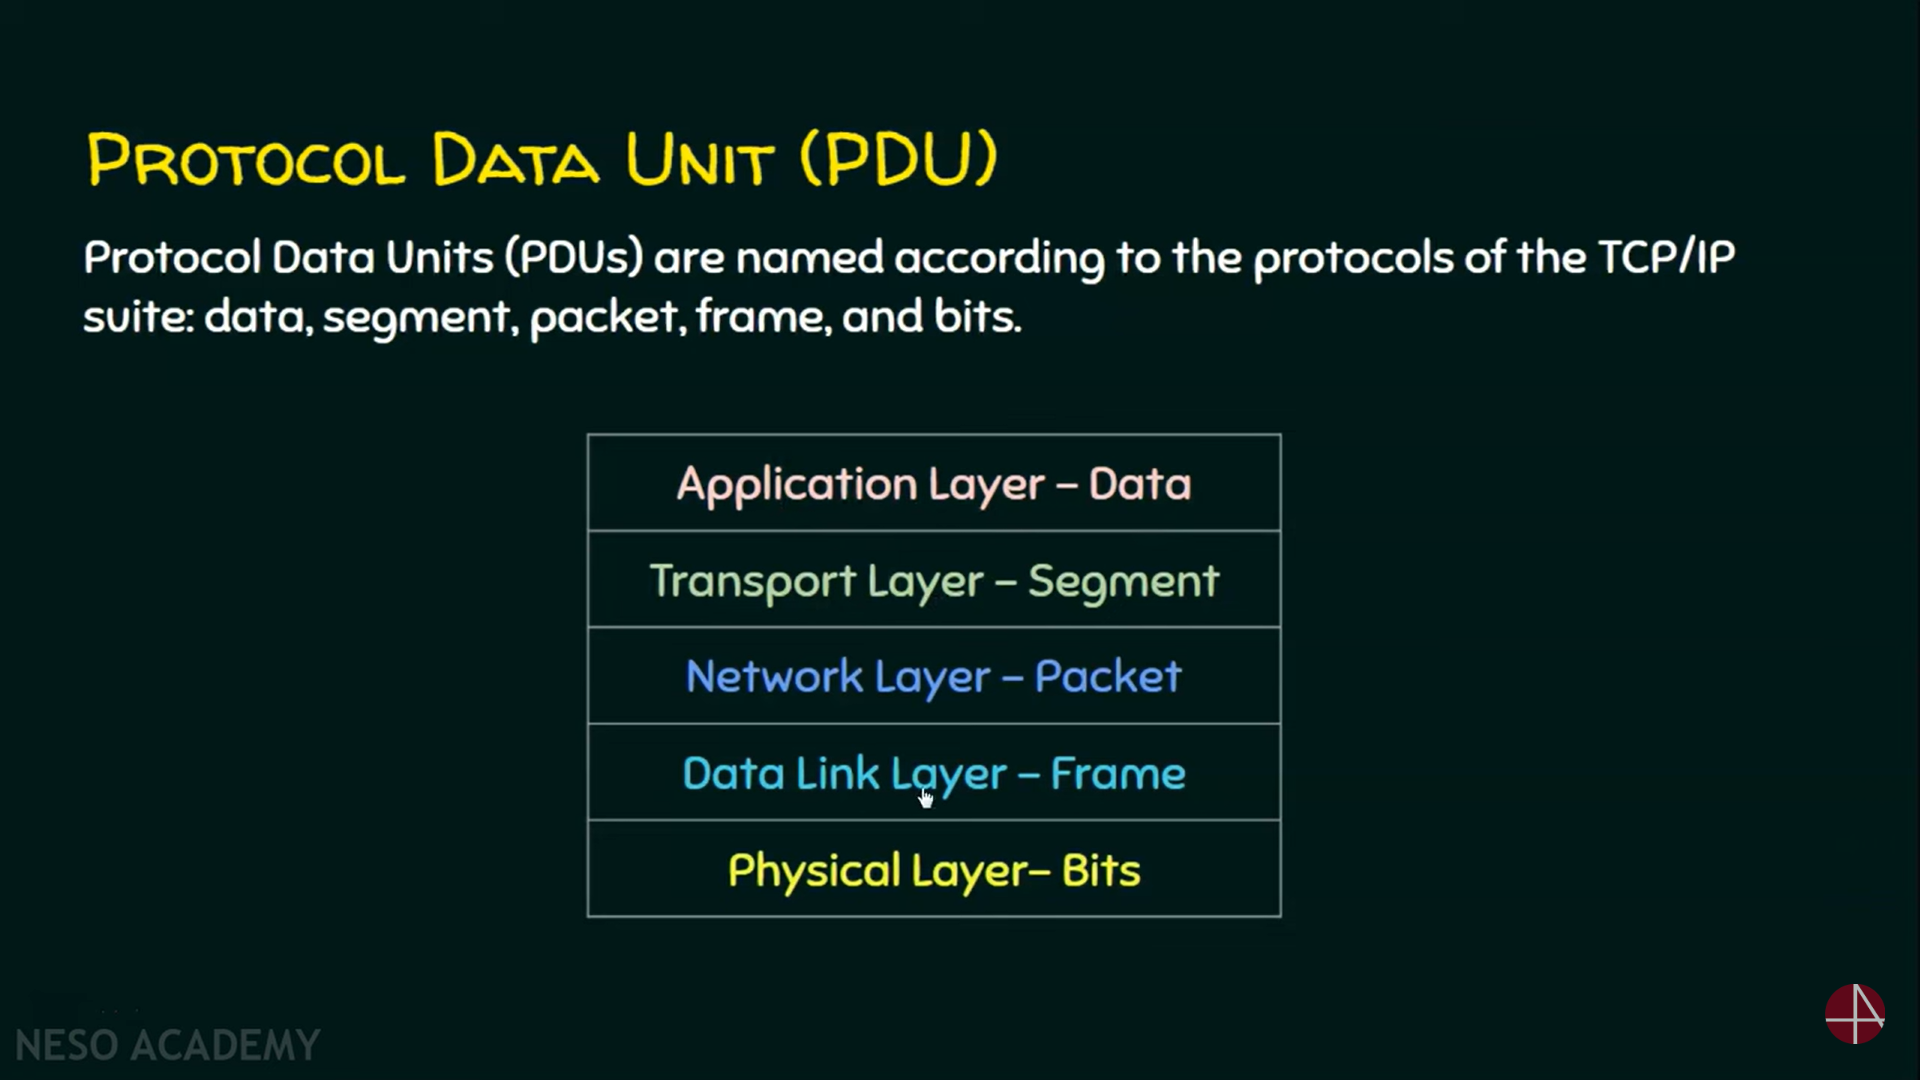 PROTOCOL DATA UNIT (PDU)
Protocol Data Units (PDUs) are named according to the protocols of the TCP/IP
suite: data, segment, packet, frame, and bits.
Application Layer – Data
Transport Layer – Segment
Network Layer – Packet
Data Link Layer – Frame
Physical Layer– Bits
NESO ACADEMY